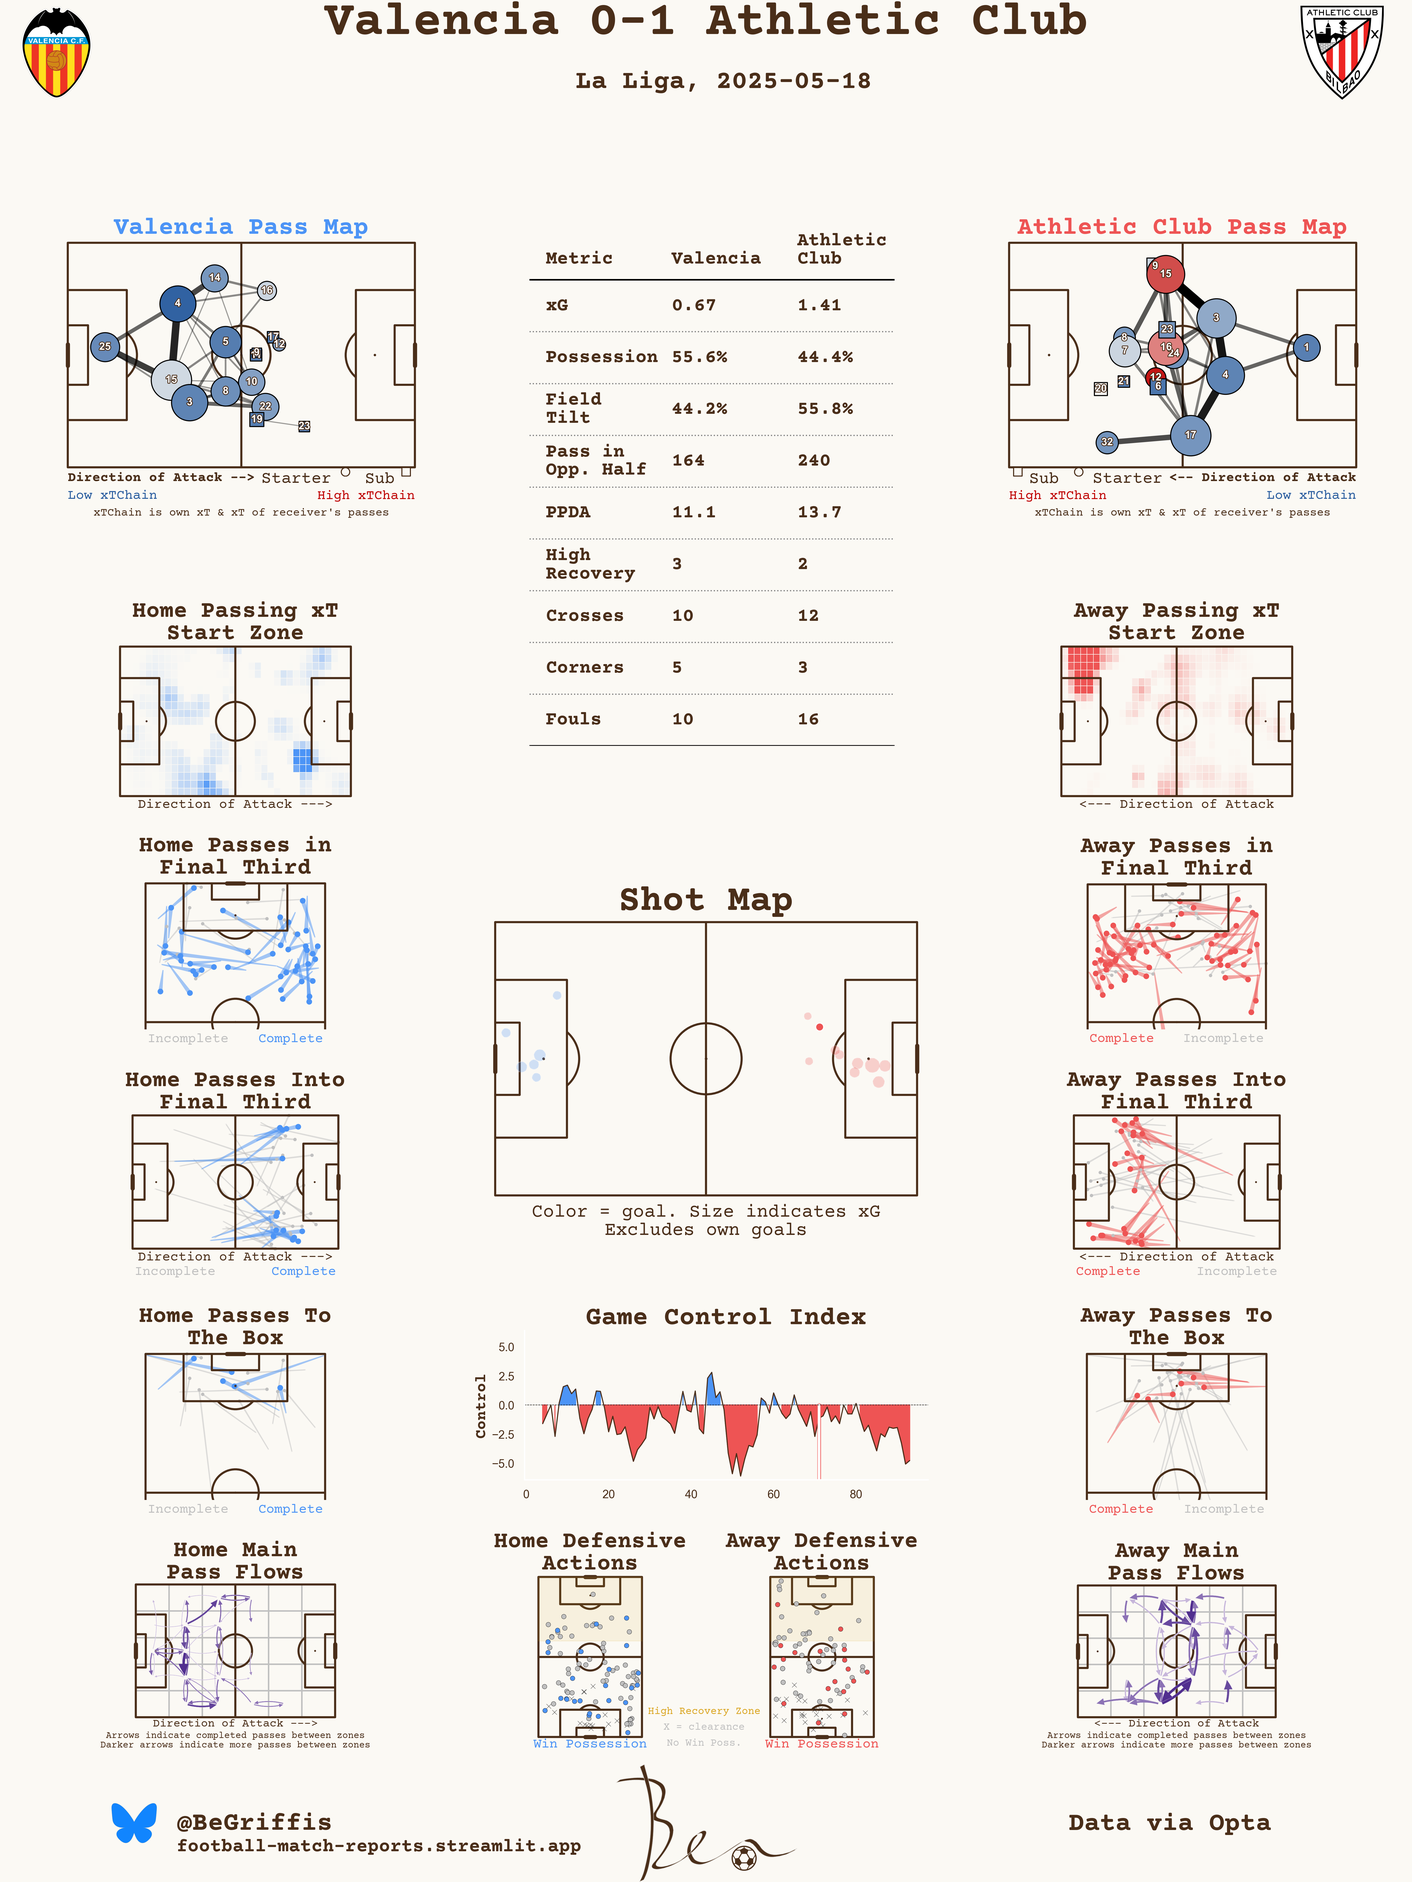 Valencia 0-1 Athletic Club
La Liga, 2025-05-18
VALENCIA C.F.
ATHLETIC CLUB
BILBAO
Valencia Pass Map
14
16
4
25
5
17
12
9
15
10
3
8
22
19
23
Direction of Attack --> Starter Sub
Low xTChain High xTChain
xTChain is own xT & xT of receiver's passes
Metric Valencia Athletic
Club
xG 0.67 1.41
Possession 55.6% 44.4%
Field
Tilt 44.2% 55.8%
Pass in
Opp. Half 164 240
PPDA 11.1 13.7
High
Recovery 3 2
Crosses 10 12
Corners 5 3
Fouls 10 16
Athletic Club Pass Map
9
15
3
8
23
7
16
24
1
12
4
21
20
6
32
17
Sub Starter <-- Direction of Attack
High xTChain Low xTChain
xTChain is own xT & xT of receiver's passes
Home Passing xT
Start Zone
Direction of Attack --->
Away Passing xT
Start Zone
<--- Direction of Attack
Home Passes in
Final Third
Incomplete Complete
Away Passes in
Final Third
Complete Incomplete
Shot Map
Color = goal. Size indicates xG
Excludes own goals
Home Passes Into
Final Third
Direction of Attack --->
Incomplete Complete
Away Passes Into
Final Third
<--- Direction of Attack
Complete Incomplete
Home Passes To
The Box
Incomplete Complete
Game Control Index
Control
5.0
2.5
0.0
−2.5
−5.0
0 20 40 60 80
Away Passes To
The Box
Complete Incomplete
Home Main
Pass Flows
Direction of Attack --->
Arrows indicate completed passes between zones
Darker arrows indicate more passes between zones
Home Defensive
Actions
Win Possession
High Recovery Zone
X = clearance
No Win Poss.
Away Defensive
Actions
Win Possession
Away Main
Pass Flows
<--- Direction of Attack
Arrows indicate completed passes between zones
Darker arrows indicate more passes between zones
@BeGriffis
football-match-reports.streamlit.app
Ben
Data via Opta